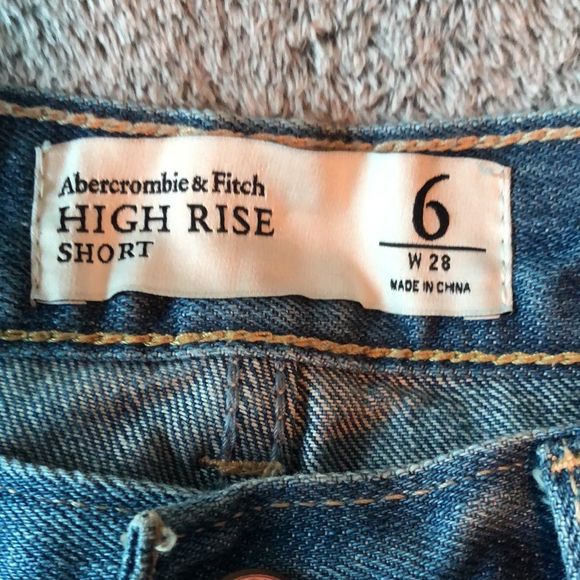 Abercrombie & Fitch
HIGH RISE
SHORT
6
W 28
MADE IN CHINA